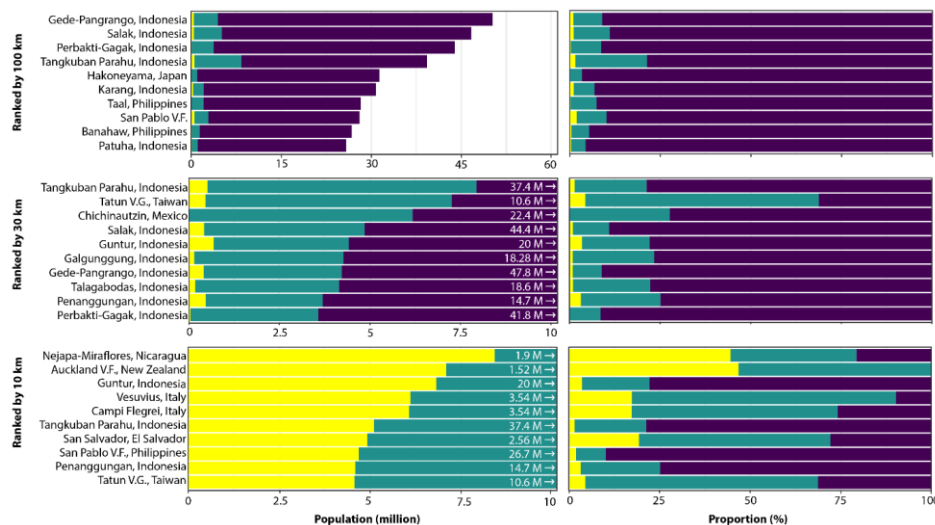 Ranked by 100 km
Gede-Pangrango, Indonesia
Salak, Indonesia
Perbakti-Gagak, Indonesia
Tangkuban Parahu, Indonesia
Hakoneyama, Japan
Karang, Indonesia
Taal, Philippines
San Pablo V.F.
Banahaw, Philippines
Patuha, Indonesia
0 15 30 45 60
Ranked by 30 km
Tangkuban Parahu, Indonesia 37.4 M →
Tatun V.G., Taiwan 10.6 M →
Chichinautzin, Mexico 22.4 M →
Salak, Indonesia 44.4 M →
Guntur, Indonesia 20 M →
Galgunggung, Indonesia 18.28 M →
Gede-Pangrango, Indonesia 47.8 M →
Talagabodas, Indonesia 18.6 M →
Penanggungan, Indonesia 14.7 M →
Perbakti-Gagak, Indonesia 41.8 M →
0 2.5 5 7.5 10
Ranked by 10 km
Nejapa-Miraflores, Nicaragua 1.9 M →
Auckland V.F., New Zealand 1.52 M →
Guntur, Indonesia 20 M →
Vesuvius, Italy 3.54 M →
Campi Flegrei, Italy 3.54 M →
Tangkuban Parahu, Indonesia 37.4 M →
San Salvador, El Salvador 2.56 M →
San Pablo V.F., Philippines 26.7 M →
Penanggungan, Indonesia 14.7 M →
Tatun V.G., Taiwan 10.6 M →
0 5 7.5 10
Population (million)
0 25 50 75 100
Proportion (%)